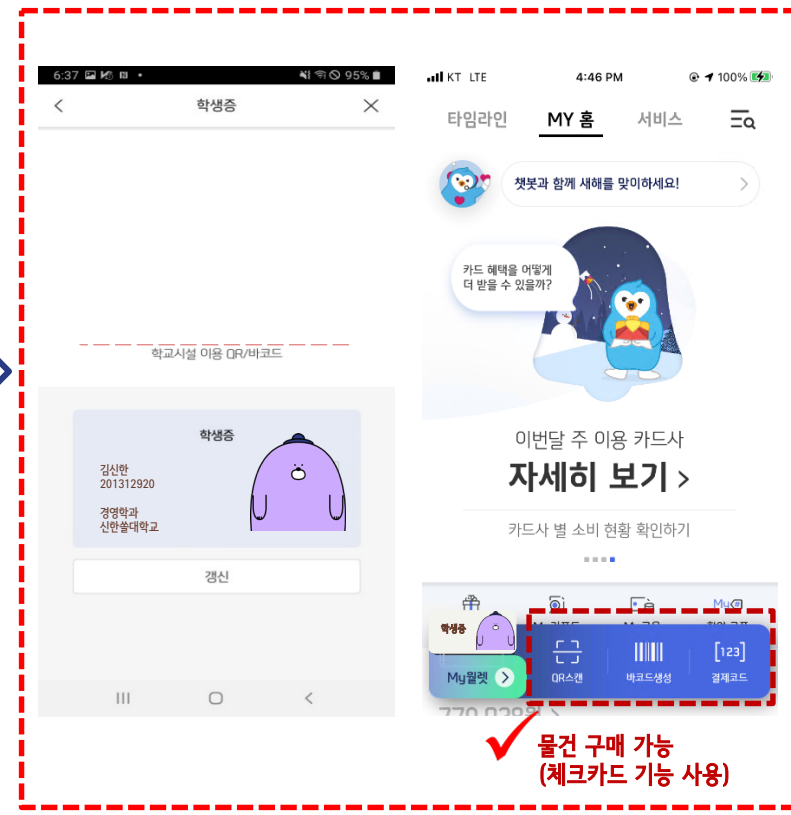 6:37 95%
학생증
학교시설 이용 QR/바코드
학생증
김신한
201312920
경영학과
신한쏠대학교
갱신
KT LTE 4:46 PM 100%
타임라인 MY 홈 서비스
챗봇과 함께 새해를 맞이하세요!
카드 혜택을 어떻게
더 받을 수 있을까?
이번달 주 이용 카드사
자세히 보기 >
카드사 별 소비 현황 확인하기
My
학생증
My월렛
QR스캔 바코드생성 [123] 결제코드
물건 구매 가능
(체크카드 기능 사용)